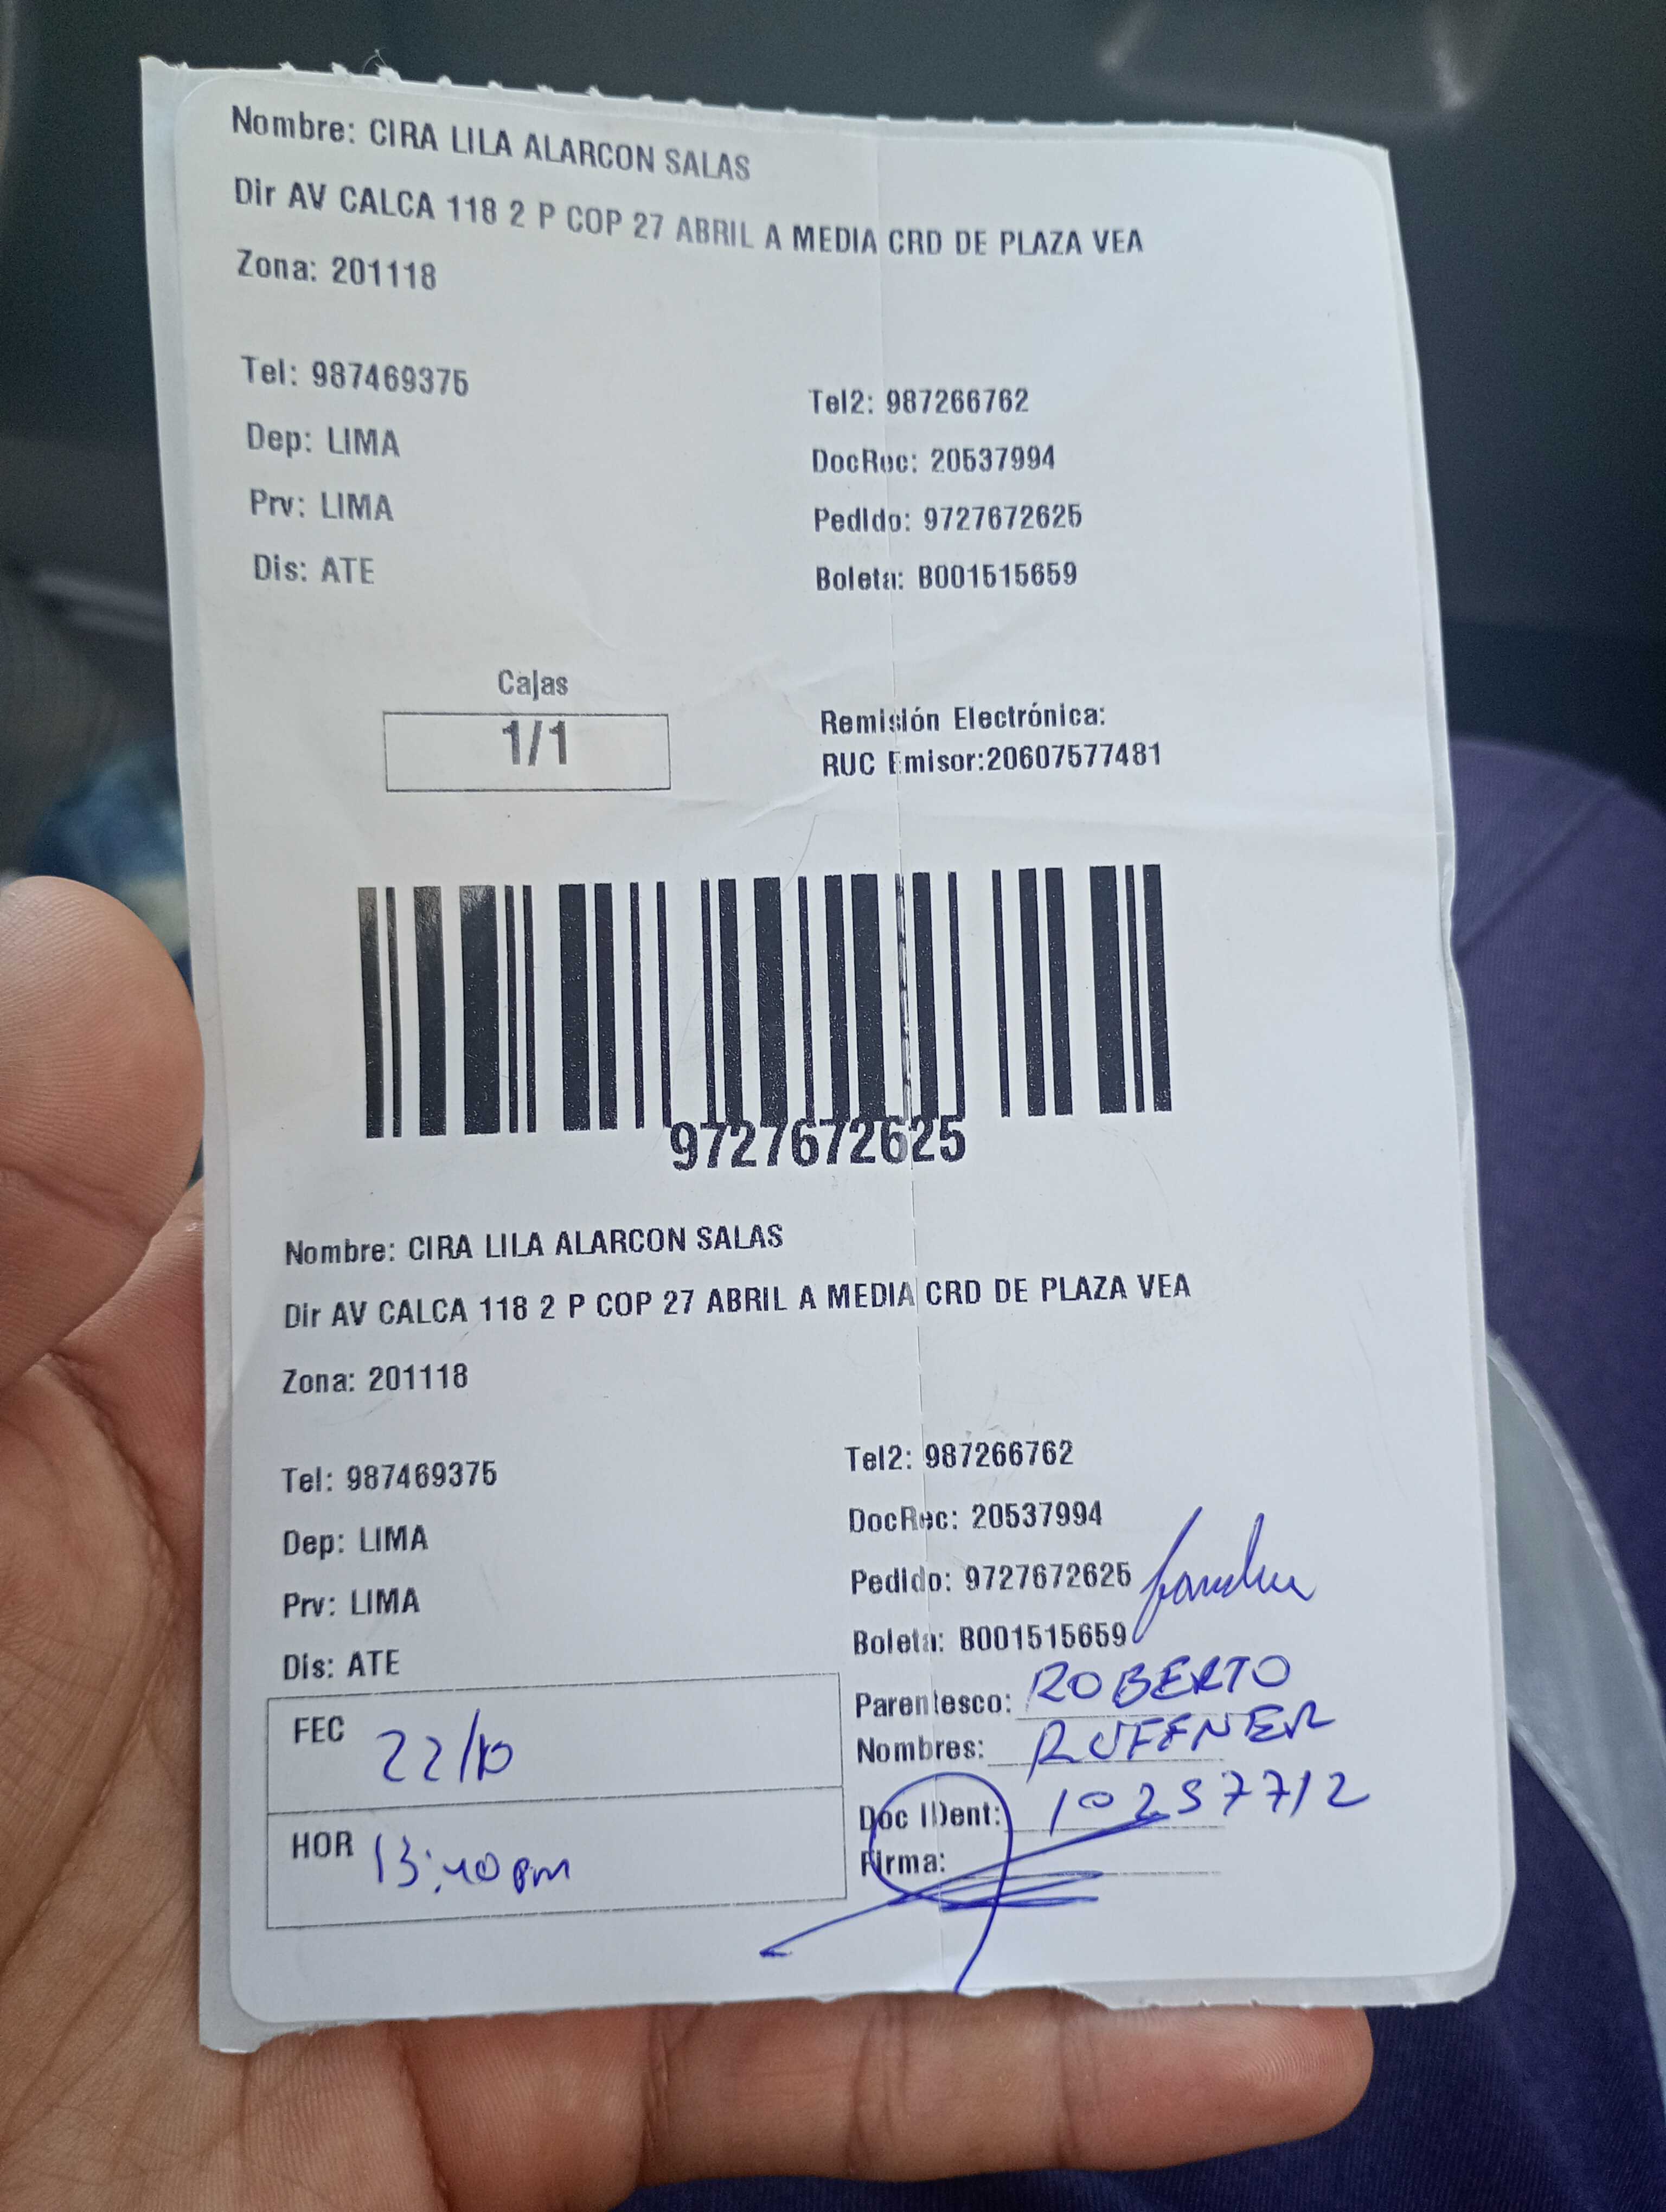 Nombre: CIRA LILA ALARCON SALAS
Dir AV CALCA 118 2 P COP 27 ABRIL A MEDIA CRD DE PLAZA VEA
Zona: 201118
Tel: 987469375
Tel2: 987266762
Dep: LIMA
DocRec: 20537994
Prv: LIMA
Pedido: 9727672625
Dis: ATE
Boleta: B001515659
Cajas
1/1
Remisión Electrónica:
RUC Emisor:20607577481
9727672625
Nombre: CIRA LILA ALARCON SALAS
Dir AV CALCA 118 2 P COP 27 ABRIL A MEDIA CRD DE PLAZA VEA
Zona: 201118
Tel: 987469375
Tel2: 987266762
Dep: LIMA
DocRec: 20537994
Prv: LIMA
Pedido: 9727672625
Dis: ATE
Boleta: B001515659
Parentesco: ROBERTO
FEC 22/10
Nombres: RUFFNER
Doc IDent: 10257712
HOR 13:40 pm
Firma: